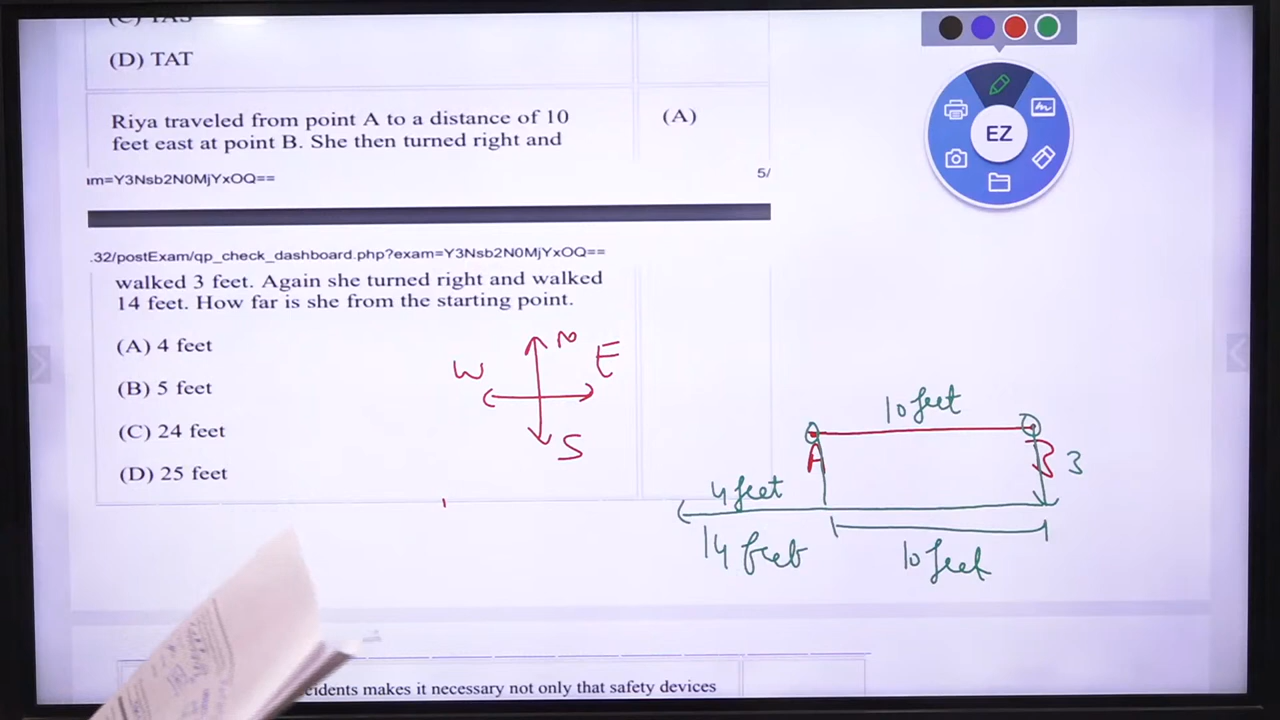 (C) TAS
(D) TAT
Riya traveled from point A to a distance of 10
feet east at point B. She then turned right and
(A)
am=Y3Nsb2N0MjYxOQ==
5/
.32/postExam/qp_check_dashboard.php?exam=Y3Nsb2N0MjYxOQ==
walked 3 feet. Again she turned right and walked
14 feet. How far is she from the starting point.
(A) 4 feet
(B) 5 feet
(C) 24 feet
(D) 25 feet
N
W
E
S
EZ
10 feet
A
B
3
4 feet
14 feet
10 feet
cidents makes it necessary not only that safety devices